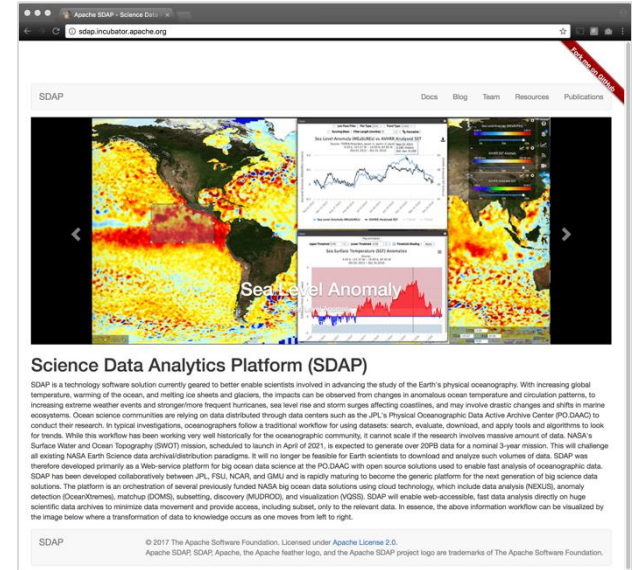 Apache SDAP - Science Data
sdap.incubator.apache.org
Fork me on GitHub
SDAP Docs Blog Team Resources Publications
Sea Level Anomaly (MEaSUREs) vs AVHRR Analyzed SST
Sea Surface Temperature (SST) Anomalies
Sea Level Anomaly
Science Data Analytics Platform (SDAP)
SDAP is a technology software solution currently geared to better enable scientists involved in advancing the study of the Earth's physical oceanography. With increasing global
temperature, warming of the ocean, and melting ice sheets and glaciers, the impacts can be observed from changes in anomalous ocean temperature and circulation patterns, to
increasing extreme weather events and stronger/more frequent hurricanes, sea level rise and storm surges affecting coastlines, and may involve drastic changes and shifts in marine
ecosystems. Ocean science communities are relying on data distributed through data centers such as the JPL's Physical Oceanographic Data Active Archive Center (PO.DAAC) to
conduct their research. In typical investigations, oceanographers follow a traditional workflow for using datasets: search, evaluate, download, and apply tools and algorithms to look
for trends. While this workflow has been working very well historically for the oceanographic community, it cannot scale if the research involves massive amount of data. NASA's
Surface Water and Ocean Topography (SWOT) mission, scheduled to launch in April of 2021, is expected to generate over 20PB data for a nominal 3-year mission. This will challenge
all existing NASA Earth Science data archival/distribution paradigms. It will no longer be feasible for Earth scientists to download and analyze such volumes of data. SDAP was
therefore developed primarily as a Web-service platform for big ocean data science at the PO.DAAC with open source solutions used to enable fast analysis of oceanographic data.
SDAP has been developed collaboratively between JPL, FSU, NCAR, and GMU and is rapidly maturing to become the generic platform for the next generation of big science data
solutions. The platform is an orchestration of several previously funded NASA big ocean data solutions using cloud technology, which include data analysis (NEXUS), anomaly
detection (OceanXtremes), matchup (DOMS), subsetting, discovery (MUDROD), and visualization (VQSS). SDAP will enable web-accessible, fast data analysis directly on huge
scientific data archives to minimize data movement and provide access, including subset, only to the relevant data. In essence, the above information workflow can be visualized by
the image below where a transformation of data to knowledge occurs as one moves from left to right.
SDAP © 2017 The Apache Software Foundation. Licensed under Apache License 2.0.
Apache SDAP, SDAP, Apache, the Apache feather logo, and the Apache SDAP project logo are trademarks of The Apache Software Foundation.